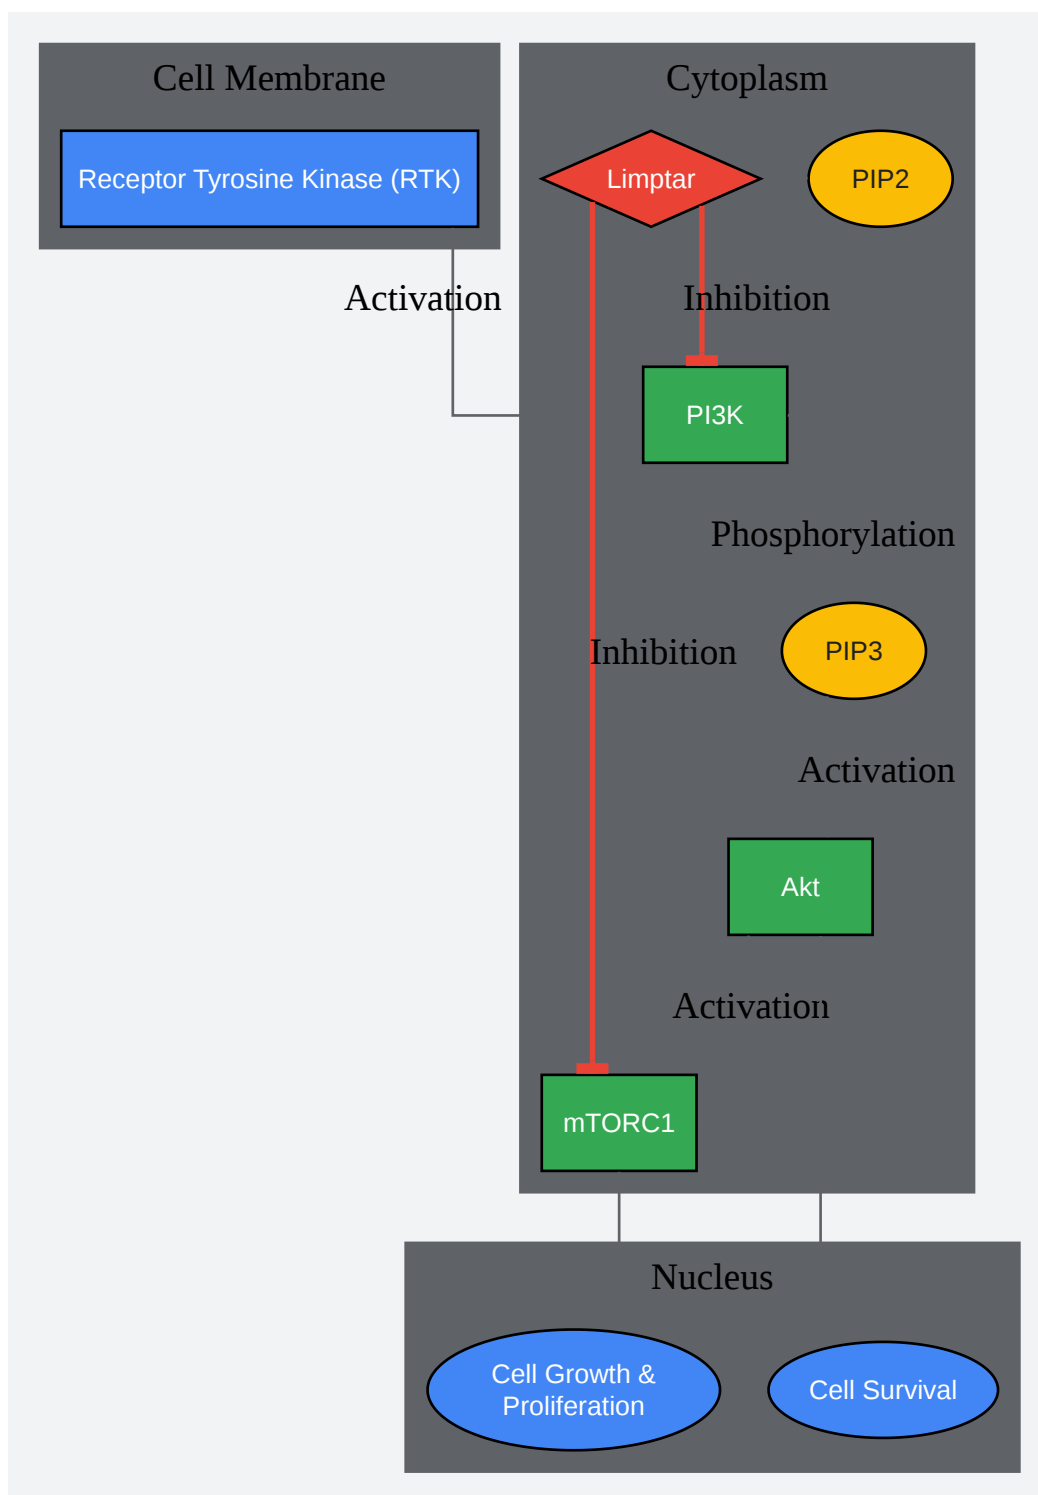 Cell Membrane
Receptor Tyrosine Kinase (RTK)
Cytoplasm
Limptar
PIP2
Activation
Inhibition
PI3K
Phosphorylation
Inhibition
PIP3
Activation
Akt
Activation
mTORC1
Nucleus
Cell Growth &
Proliferation
Cell Survival